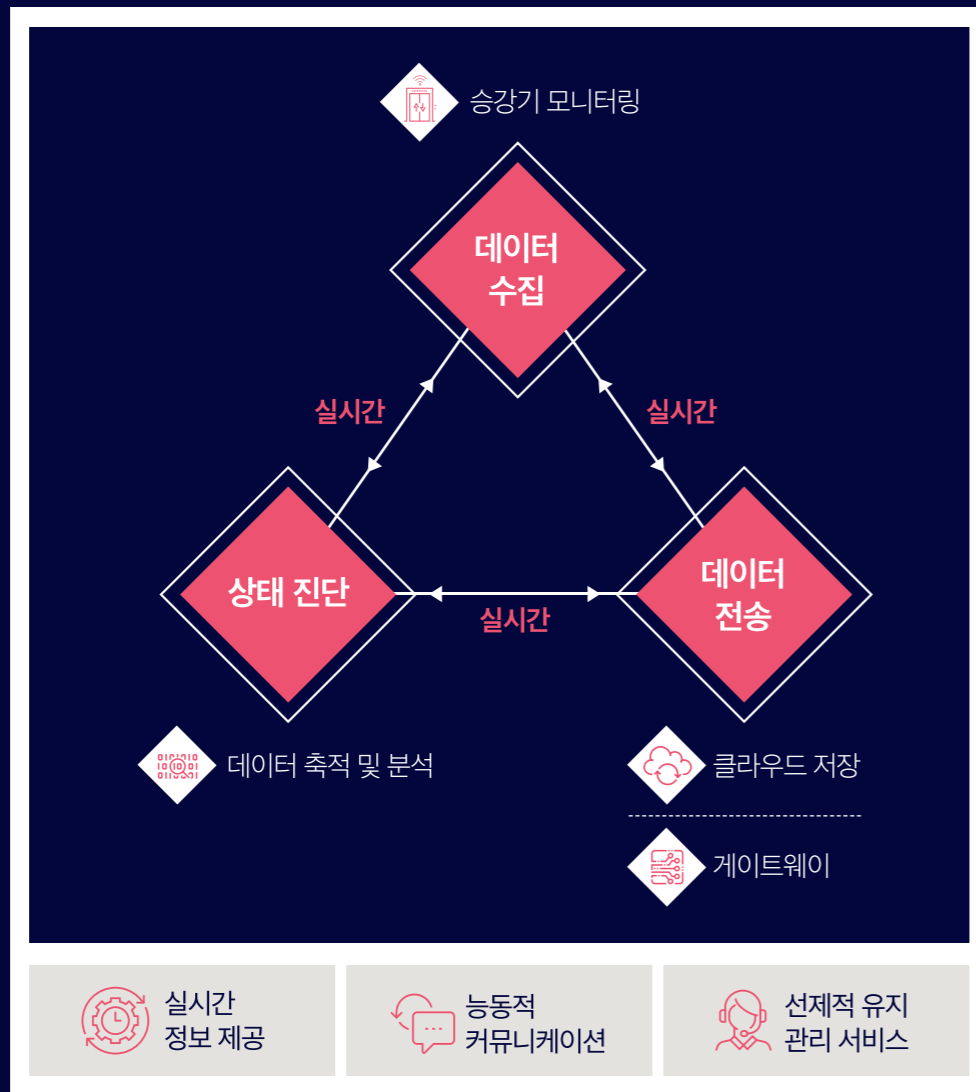 승강기 모니터링
데이터
수집
실시간
실시간
상태 진단
데이터
전송
실시간
데이터 축적 및 분석
클라우드 저장
게이트웨이
실시간
정보 제공
능동적
커뮤니케이션
선제적 유지
관리 서비스